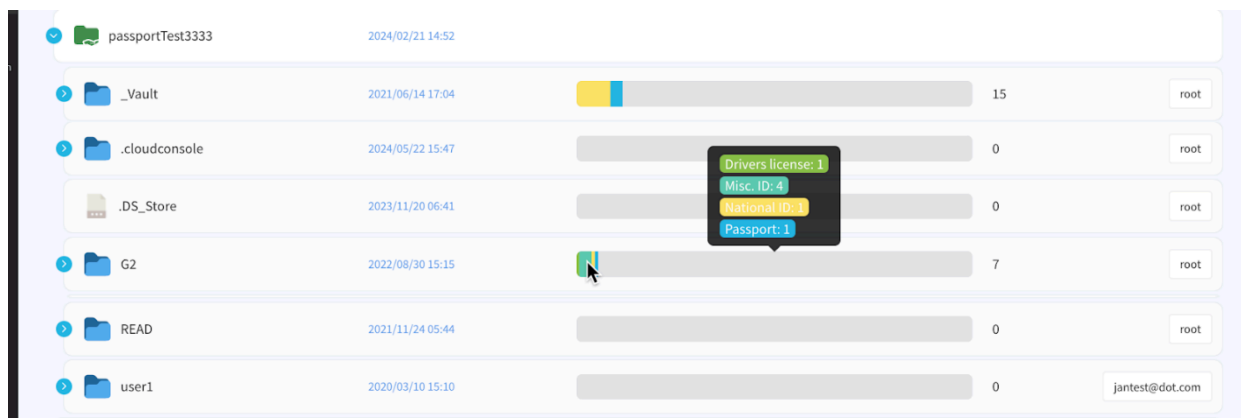 passportTest3333 2024/02/21 14:52
_Vault 2021/06/14 17:04 15 root
.cloudconsole 2024/05/22 15:47 0 root
Drivers license: 1
Misc. ID: 4
.DS_Store 2023/11/20 06:41 0 root
National ID: 1
Passport: 1
G2 2022/08/30 15:15 7 root
READ 2021/11/24 05:44 0 root
user1 2020/03/10 15:10 0 jantest@dot.com